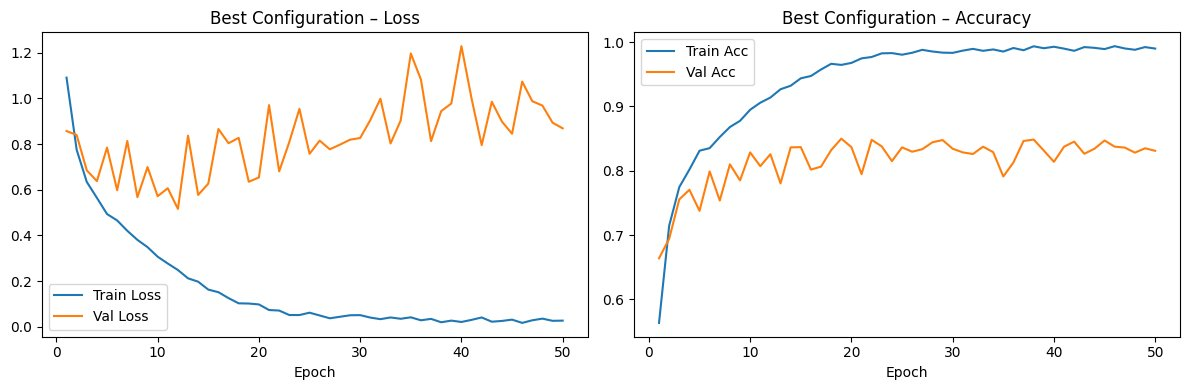 Best Configuration – Loss
1.2
1.0
0.8
0.6
0.4
0.2
0.0
Train Loss
Val Loss
0 10 20 30 40 50
Epoch
Best Configuration – Accuracy
Train Acc
Val Acc
1.0
0.9
0.8
0.7
0.6
0 10 20 30 40 50
Epoch